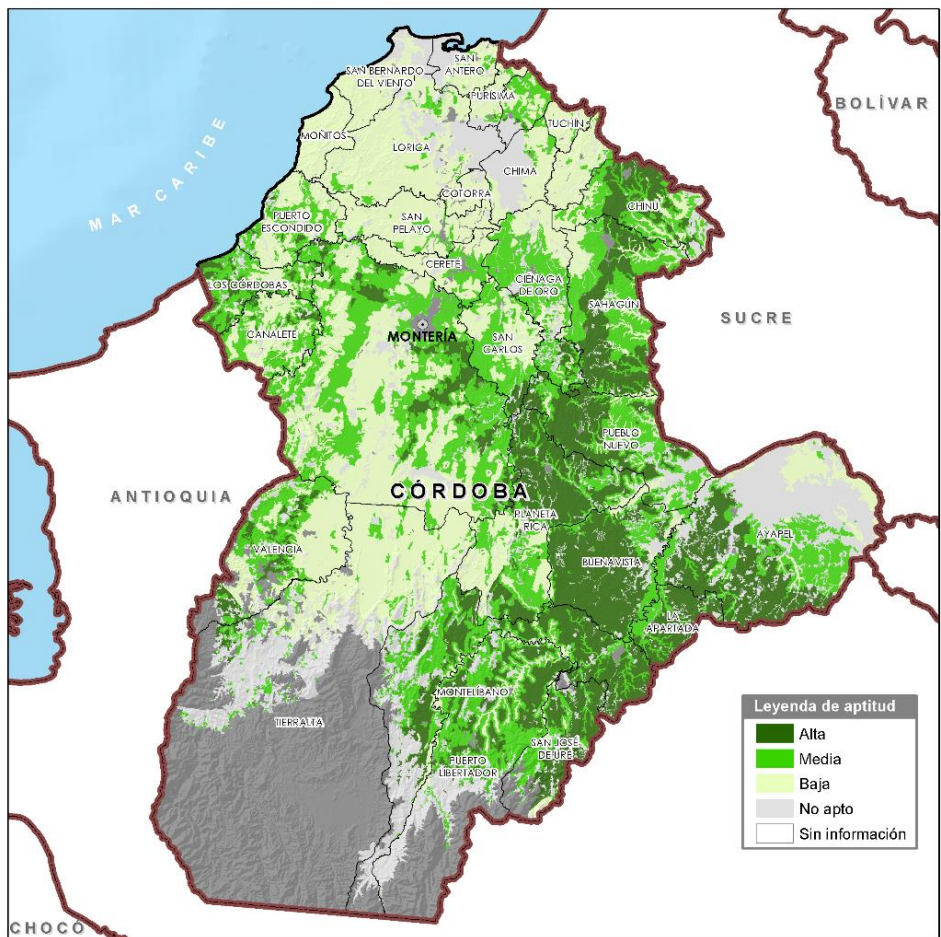 BOLÍVAR
SAN
ANTERO
SAN BERNARDO
DEL VIENTO
PURÍSIMA
TUCHÍN
MOÑITOS
LORICA
CHIMA
MAR CARIBE
COTORRA
CHINÚ
PUERTO
ESCONDIDO
SAN
PELAYO
CERETÉ
CIÉNAGA
DE ORO
LOS CÓRDOBAS
SAHAGÚN
SUCRE
CANALETE
MONTERÍA
SAN
CARLOS
PUEBLO
NUEVO
ANTIOQUIA
CÓRDOBA
PLANETA
RICA
AYAPEL
VALENCIA
BUENAVISTA
LA
APARTADA
MONTELÍBANO
TIERRALTA
SAN JOSÉ
DE URÉ
PUERTO
LIBERTADOR
Leyenda de aptitud
Alta
Media
Baja
No apto
Sin información
CHOCÓ